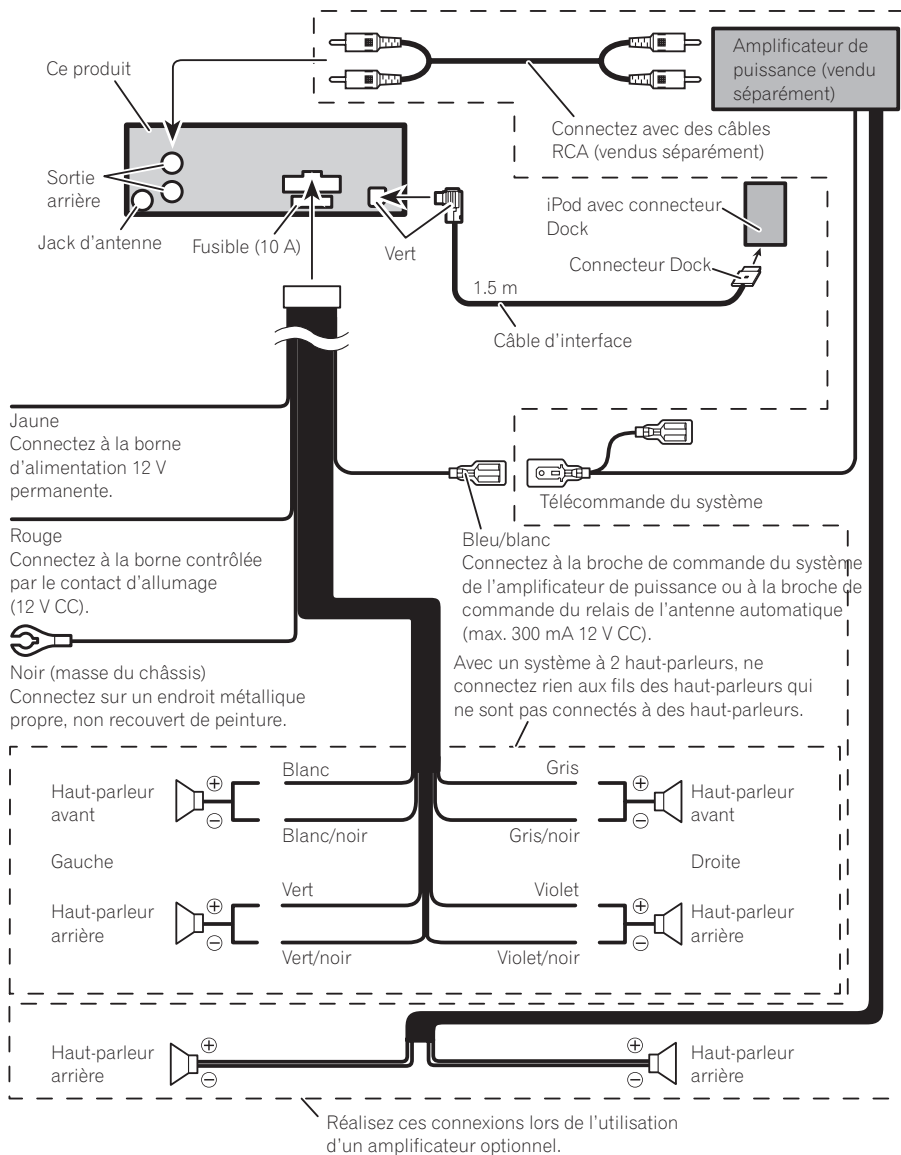 Ce produit
Amplificateur de
puissance (vendu
séparément)
Connectez avec des câbles
RCA (vendus séparément)
Sortie
arrière
Jack d'antenne
Fusible (10 A)
Vert
iPod avec connecteur
Dock
Connecteur Dock
1.5 m
Câble d'interface
Jaune
Connectez à la borne
d'alimentation 12 V
permanente.
Télécommande du système
Rouge
Connectez à la borne contrôlée
par le contact d'allumage
(12 V CC).
Bleu/blanc
Connectez à la broche de commande du système
de l'amplificateur de puissance ou à la broche de
commande du relais de l'antenne automatique
(max. 300 mA 12 V CC).
Noir (masse du châssis)
Connectez sur un endroit métallique
propre, non recouvert de peinture.
Avec un système à 2 haut-parleurs, ne
connectez rien aux fils des haut-parleurs qui
ne sont pas connectés à des haut-parleurs.
Haut-parleur
avant
⊕
⊖
Blanc
Blanc/noir
Gris
Gris/noir
⊕
⊖
Haut-parleur
avant
Gauche
Droite
Haut-parleur
arrière
⊕
⊖
Vert
Vert/noir
Violet
Violet/noir
⊕
⊖
Haut-parleur
arrière
Haut-parleur
arrière
⊕
⊖
⊕
⊖
Haut-parleur
arrière
Réalisez ces connexions lors de l'utilisation
d'un amplificateur optionnel.